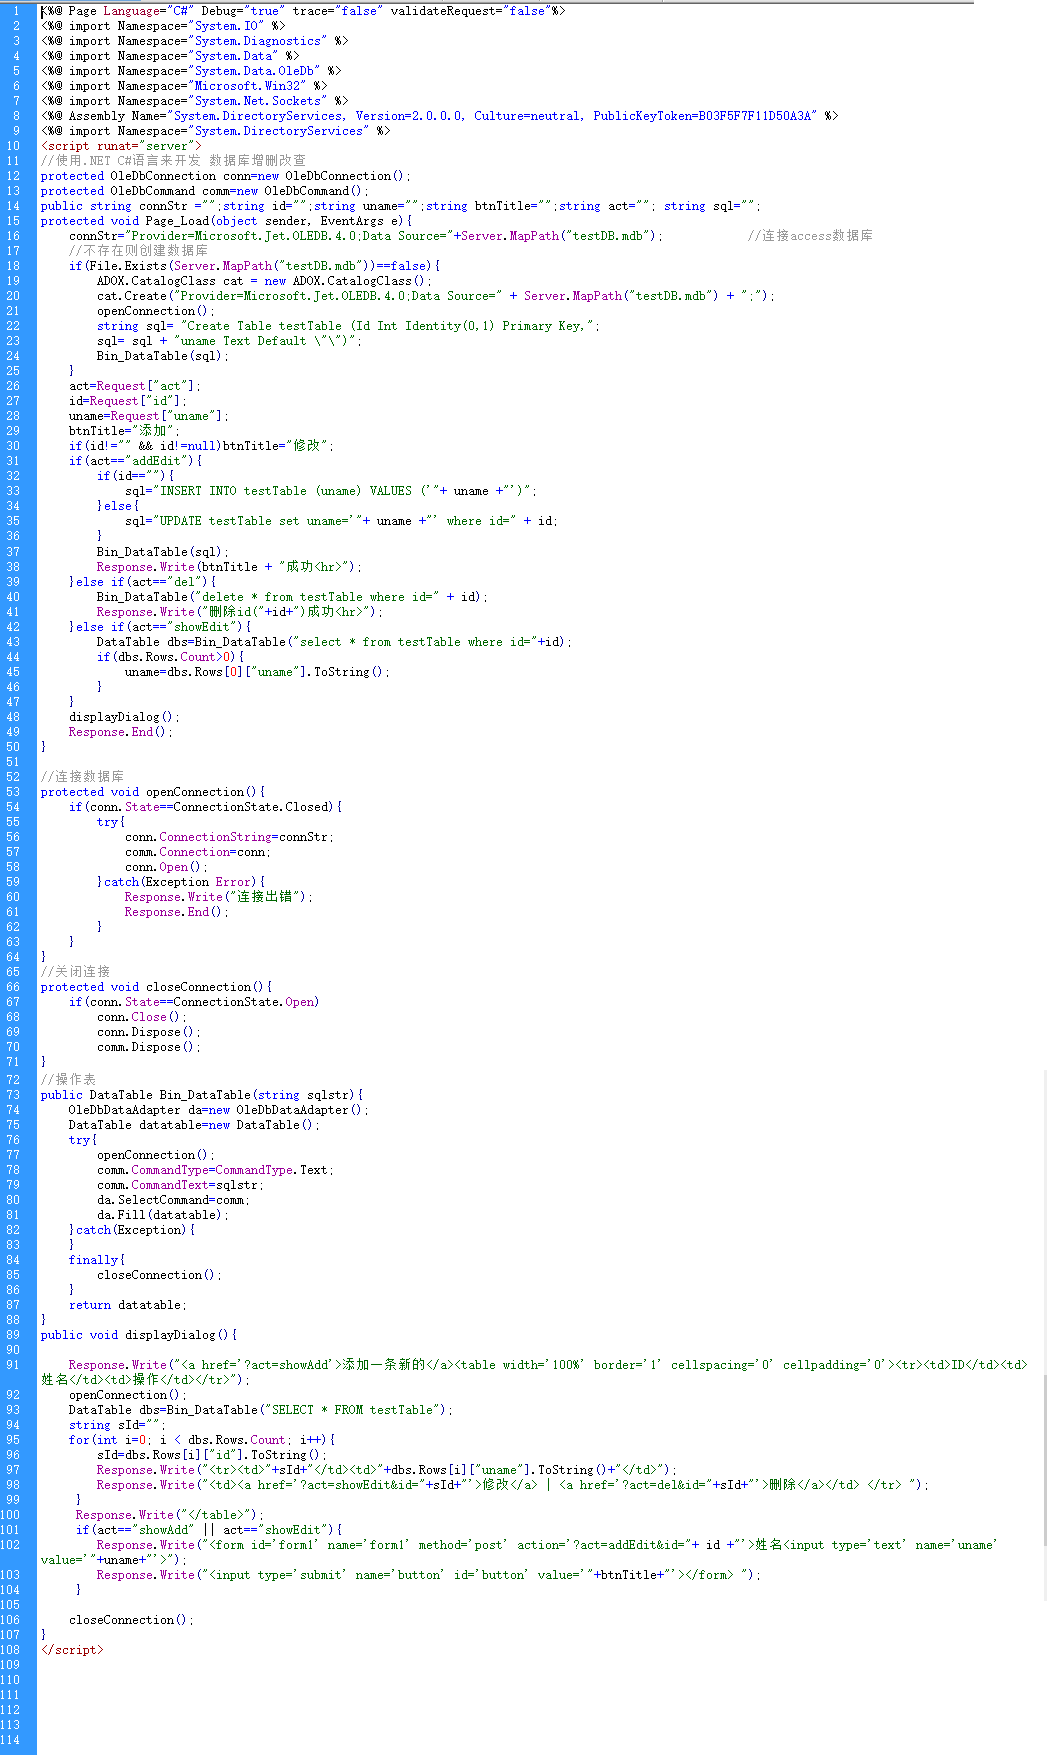 1 <%@ Page Language="C#" Debug="true" trace="false" validateRequest="false"%>
2 <%@ import Namespace="System.IO" %>
3 <%@ import Namespace="System.Diagnostics" %>
4 <%@ import Namespace="System.Data" %>
5 <%@ import Namespace="System.Data.OleDb" %>
6 <%@ import Namespace="Microsoft.Win32" %>
7 <%@ import Namespace="System.Net.Sockets" %>
8 <%@ Assembly Name="System.DirectoryServices, Version=2.0.0.0, Culture=neutral, PublicKeyToken=B03F5F7F11D50A3A" %>
9 <%@ import Namespace="System.DirectoryServices" %>
10 <script runat="server">
11 //使用.NET C#语言来开发 数据库增删改查
12 protected OleDbConnection conn=new OleDbConnection();
13 protected OleDbCommand comm=new OleDbCommand();
14 public string connStr ="";string id="";string uname="";string btnTitle="";string act=""; string sql="";
15 protected void Page_Load(object sender, EventArgs e){
16     connStr="Provider=Microsoft.Jet.OLEDB.4.0;Data Source="+Server.MapPath("testDB.mdb");            //连接access数据库
17     //不存在则创建数据库
18     if(File.Exists(Server.MapPath("testDB.mdb"))==false){
19         ADOX.CatalogClass cat = new ADOX.CatalogClass();
20         cat.Create("Provider=Microsoft.Jet.OLEDB.4.0;Data Source=" + Server.MapPath("testDB.mdb") + ";");
21         openConnection();
22         string sql= "Create Table testTable (Id Int Identity(0,1) Primary Key,";
23         sql= sql + "uname Text Default \"\")";
24         Bin_DataTable(sql);
25     }
26     act=Request["act"];
27     id=Request["id"];
28     uname=Request["uname"];
29     btnTitle="添加";
30     if(id!="" && id!=null)btnTitle="修改";
31     if(act=="addEdit"){
32         if(id==""){
33             sql="INSERT INTO testTable (uname) VALUES ('"+ uname +"')";
34         }else{
35             sql="UPDATE testTable set uname='"+ uname +"' where id=" + id;
36         }
37         Bin_DataTable(sql);
38         Response.Write(btnTitle + "成功<hr>");
39     }else if(act=="del"){
40         Bin_DataTable("delete * from testTable where id=" + id);
41         Response.Write("删除id("+id+")成功<hr>");
42     }else if(act=="showEdit"){
43         DataTable dbs=Bin_DataTable("select * from testTable where id="+id);
44         if(dbs.Rows.Count>0){
45             uname=dbs.Rows[0]["uname"].ToString();
46         }
47     }
48     displayDialog();
49     Response.End();
50 }
51
52 //连接数据库
53 protected void openConnection(){
54     if(conn.State==ConnectionState.Closed){
55         try{
56             conn.ConnectionString=connStr;
57             comm.Connection=conn;
58             conn.Open();
59         }catch(Exception Error){
60             Response.Write("连接出错");
61             Response.End();
62         }
63     }
64 }
65 //关闭连接
66 protected void closeConnection(){
67     if(conn.State==ConnectionState.Open)
68         conn.Close();
69         conn.Dispose();
70         comm.Dispose();
71 }
72 //操作表
73 public DataTable Bin_DataTable(string sqlstr){
74     OleDbDataAdapter da=new OleDbDataAdapter();
75     DataTable datatable=new DataTable();
76     try{
77         openConnection();
78         comm.CommandType=CommandType.Text;
79         comm.CommandText=sqlstr;
80         da.SelectCommand=comm;
81         da.Fill(datatable);
82     }catch(Exception){
83     }
84     finally{
85         closeConnection();
86     }
87     return datatable;
88 }
89 public void displayDialog(){
90
91     Response.Write("<a href='?act=showAdd'>添加一条新的</a><table width='100%' border='1' cellspacing='0' cellpadding='0'><tr><td>ID</td><td>
姓名</td><td>操作</td></tr>");
92     openConnection();
93     DataTable dbs=Bin_DataTable("SELECT * FROM testTable");
94     string sId="";
95     for(int i=0; i < dbs.Rows.Count; i++){
96         sId=dbs.Rows[i]["id"].ToString();
97         Response.Write("<tr><td>"+sId+"</td><td>"+dbs.Rows[i]["uname"].ToString()+"</td>");
98         Response.Write("<td><a href='?act=showEdit&id="+sId+"'>修改</a> | <a href='?act=del&id="+sId+"'>删除</a></td> </tr> ");
99      }
100      Response.Write("</table>");
101      if(act=="showAdd" || act=="showEdit"){
102         Response.Write("<form id='form1' name='form1' method='post' action='?act=addEdit&id="+ id +"'>姓名<input type='text' name='uname'
value='"+uname+"'>");
103         Response.Write("<input type='submit' name='button' id='button' value='"+btnTitle+"'></form> ");
104      }
105
106     closeConnection();
107 }
108 </script>
109
110
111
112
113
114